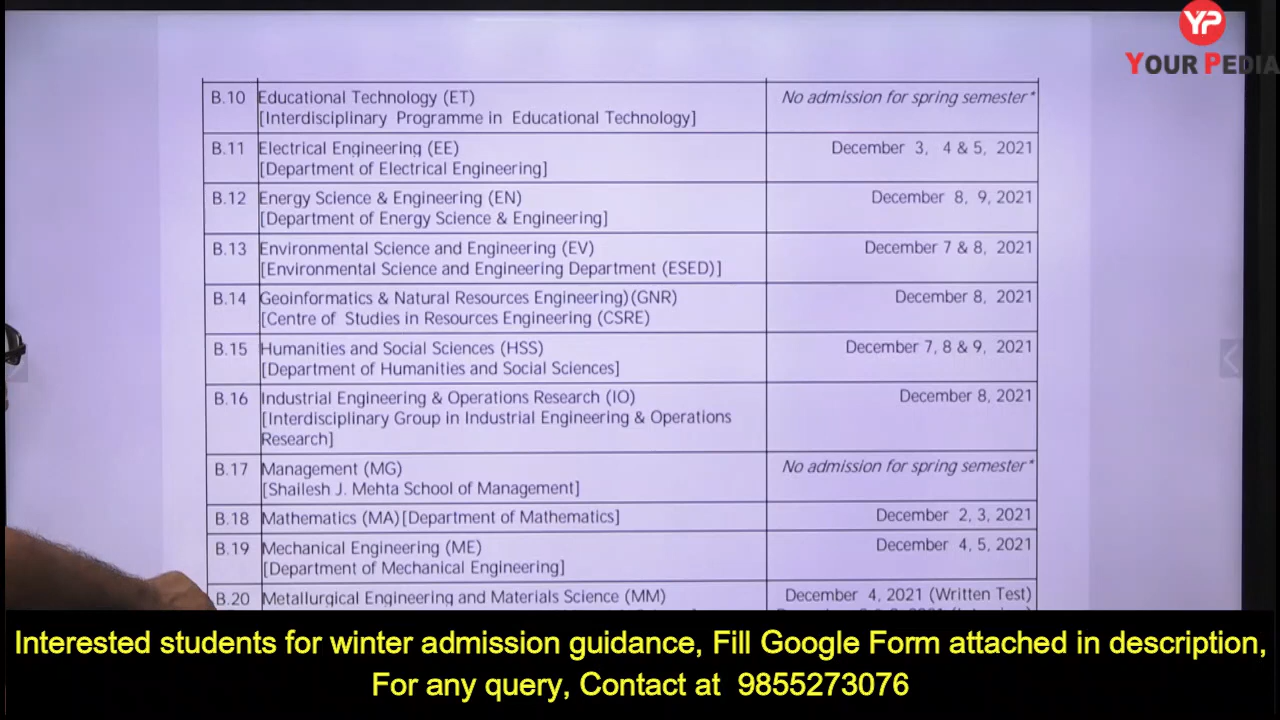 YP
YOUR PEDIA
B.10 Educational Technology (ET) No admission for spring semester*
[Interdisciplinary Programme in Educational Technology]
B.11 Electrical Engineering (EE) December 3, 4 & 5, 2021
[Department of Electrical Engineering]
B.12 Energy Science & Engineering (EN) December 8, 9, 2021
[Department of Energy Science & Engineering]
B.13 Environmental Science and Engineering (EV) December 7 & 8, 2021
[Environmental Science and Engineering Department (ESED)]
B.14 Geoinformatics & Natural Resources Engineering)(GNR) December 8, 2021
[Centre of Studies in Resources Engineering (CSRE)
B.15 Humanities and Social Sciences (HSS) December 7, 8 & 9, 2021
[Department of Humanities and Social Sciences]
B.16 Industrial Engineering & Operations Research (IO) December 8, 2021
[Interdisciplinary Group in Industrial Engineering & Operations
Research]
B.17 Management (MG) No admission for spring semester*
[Shailesh J. Mehta School of Management]
B.18 Mathematics (MA)[Department of Mathematics] December 2, 3, 2021
B.19 Mechanical Engineering (ME) December 4, 5, 2021
[Department of Mechanical Engineering]
B.20 Metallurgical Engineering and Materials Science (MM) December 4, 2021 (Written Test)
Interested students for winter admission guidance, Fill Google Form attached in description,
For any query, Contact at 9855273076